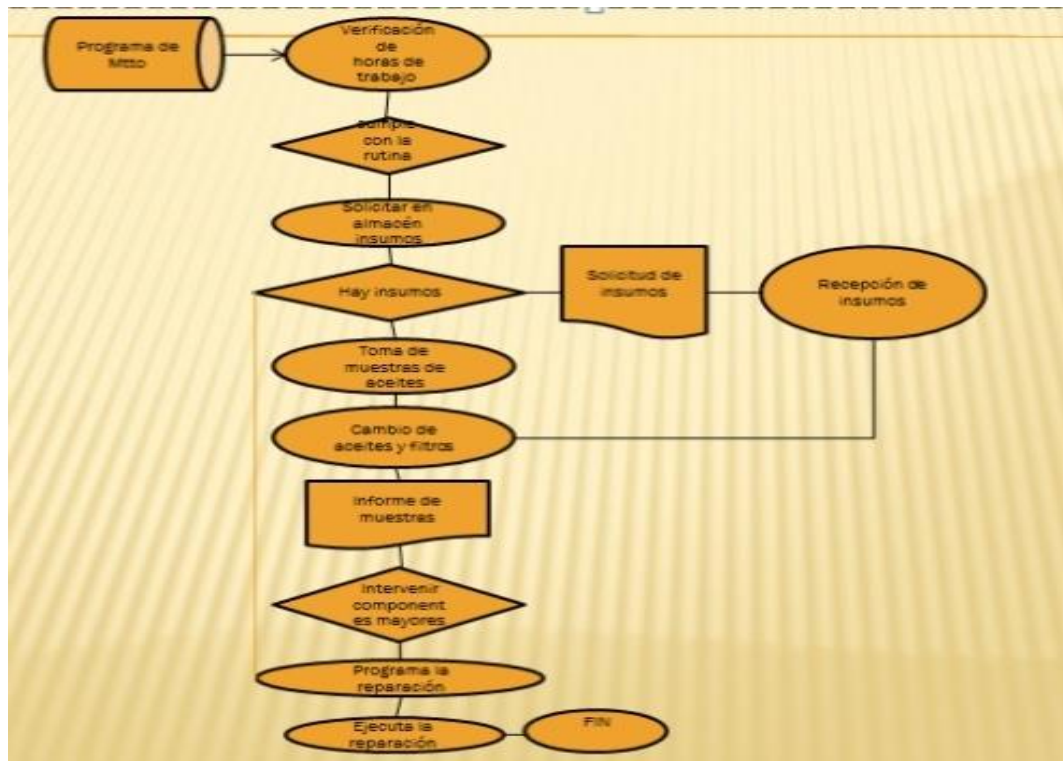 Programa de
Mtto
Verificación
de
horas de
trabajo
cumple
con la
rutina
Solicitar en
almacén
insumos
Hay insumos
Solicitud de
insumos
Recepción de
insumos
Toma de
muestras de
aceites
Cambio de
aceites y filtros
Informe de
muestras
Intervenir
component
es mayores
Programa la
reparación
Ejecuta la
reparación
FIN